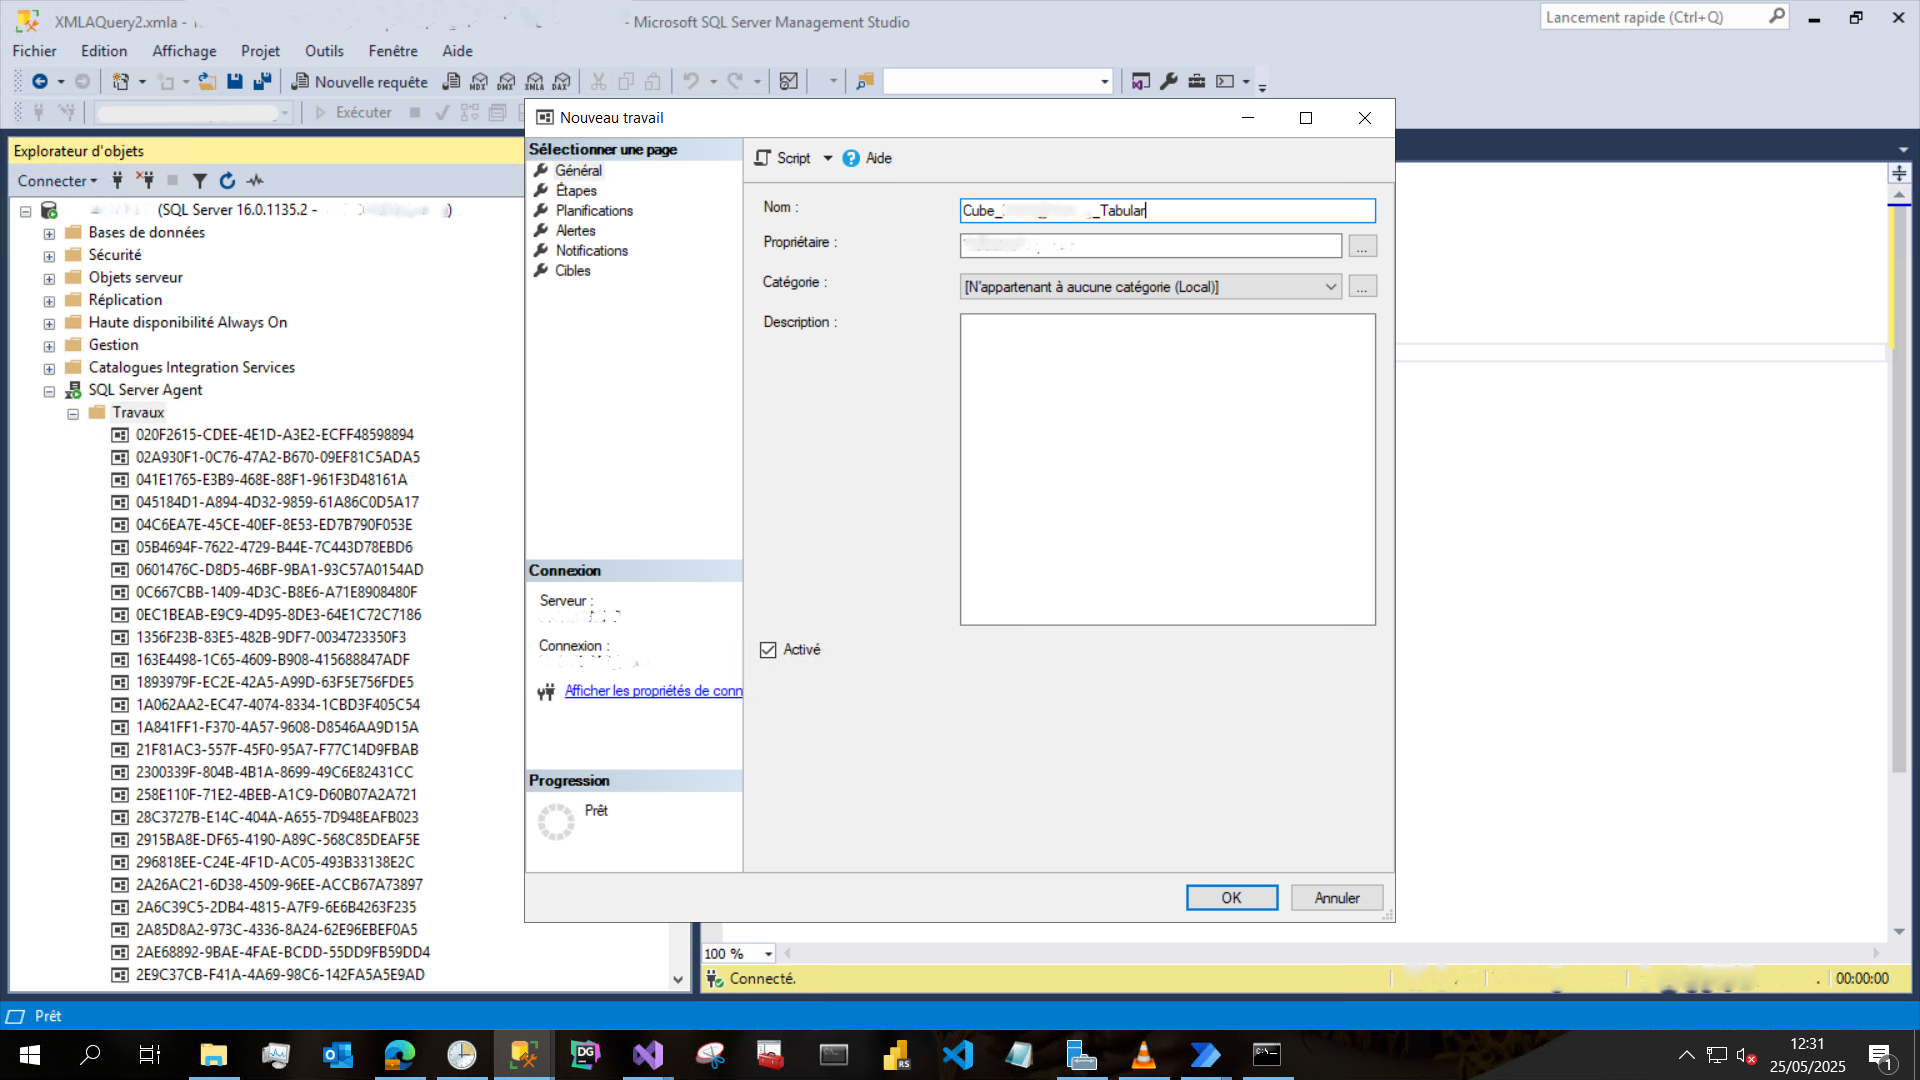 XMLAQuery2.xmla -
- Microsoft SQL Server Management Studio
Lancement rapide (Ctrl+Q)
Fichier
Edition
Affichage
Projet
Outils
Fenêtre
Aide
Nouvelle requête
MDX
DMX
XMLA
DAX
Exécuter
Explorateur d'objets
Connecter
(SQL Server 16.0.1135.2 -
)
Bases de données
Sécurité
Objets serveur
Réplication
Haute disponibilité Always On
Gestion
Catalogues Integration Services
SQL Server Agent
Travaux
020F2615-CDEE-4E1D-A3E2-ECFF48598894
02A930F1-0C76-47A2-B670-09EF81C5ADA5
041E1765-E3B9-468E-88F1-961F3D48161A
045184D1-A894-4D32-9859-61A86C0D5A17
04C6EA7E-45CE-40EF-8E53-ED7B790F053E
05B4694F-7622-4729-B44E-7C443D78EBD6
0601476C-D8D5-46BF-9BA1-93C57A0154AD
0C667CBB-1409-4D3C-B8E6-A71E8908480F
0EC1BEAB-E9C9-4D95-8DE3-64E1C72C7186
1356F23B-83E5-482B-9DF7-0034723350F3
163E4498-1C65-4609-B908-415688847ADF
1893979F-EC2E-42A5-A99D-63F5E756FDE5
1A062AA2-EC47-4074-8334-1CBD3F405C54
1A841FF1-F370-4A57-9608-D8546AA9D15A
21F81AC3-557F-45F0-95A7-F77C14D9FBAB
2300339F-804B-4B1A-8699-49C6E82431CC
258E110F-71E2-4BEB-A1C9-D60B07A2A721
28C3727B-E14C-404A-A655-7D948EAFB023
2915BA8E-DF65-4190-A89C-568C85DEAF5E
296818EE-C24E-4F1D-AC05-493B33138E2C
2A26AC21-6D38-4509-96EE-ACCB67A73897
2A6C39C5-2DB4-4815-A7F9-6E6B4263F235
2A85D8A2-973C-4336-8A24-62E96EBEF0A5
2AE68892-9BAE-4FAE-BCDD-55DD9FB59DD4
2E9C37CB-F41A-4A69-98C6-142FA5A5E9AD
Nouveau travail
Sélectionner une page
Général
Étapes
Planifications
Alertes
Notifications
Cibles
Connexion
Serveur :
Connexion :
Afficher les propriétés de conn
Progression
Prêt
Script
Aide
Nom :
Cube_ _Tabular
Propriétaire :
...
Catégorie :
[N'appartenant à aucune catégorie (Local)]
...
Description :
Activé
OK
Annuler
100 %
Connecté.
00:00:00
Prêt
DG
RS
12:31
25/05/2025
1